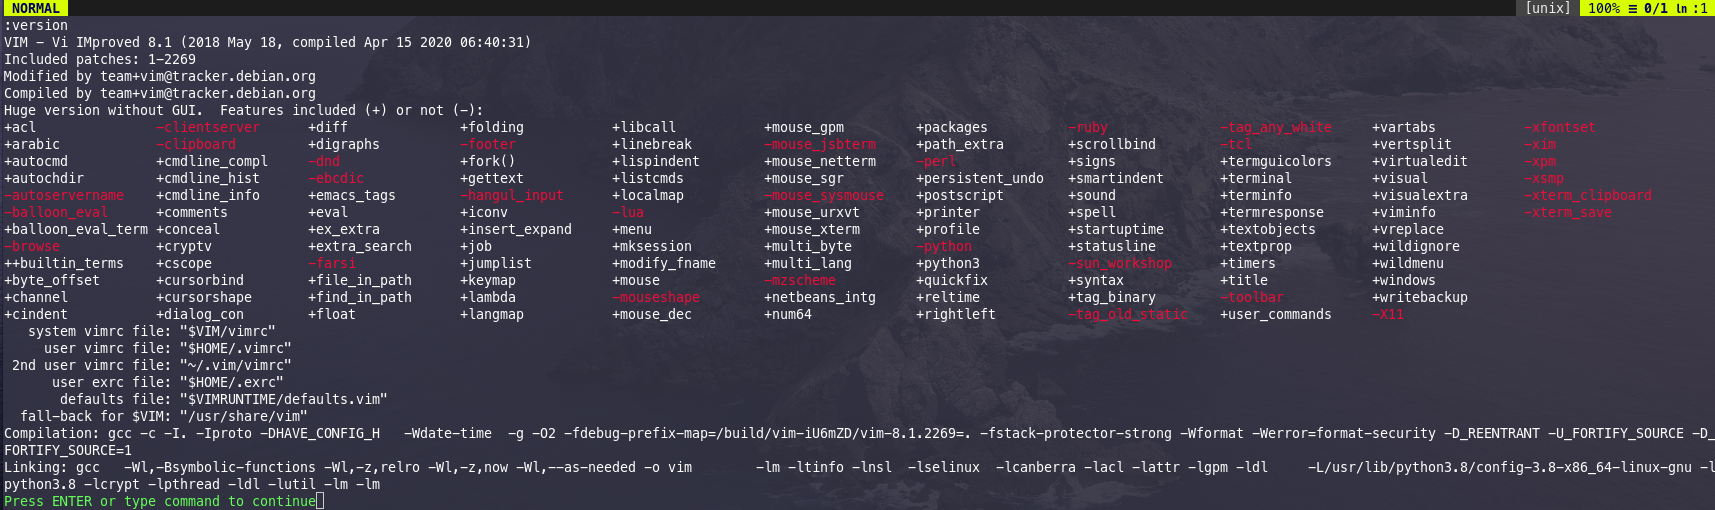 NORMAL [unix] 100% ≡ 0/1 ln :1
:version
VIM - Vi IMproved 8.1 (2018 May 18, compiled Apr 15 2020 06:40:31)
Included patches: 1-2269
Modified by team+vim@tracker.debian.org
Compiled by team+vim@tracker.debian.org
Huge version without GUI.  Features included (+) or not (-):
+acl -clientserver +diff +folding +libcall +mouse_gpm +packages -ruby -tag_any_white +vartabs -xfontset
+arabic -clipboard +digraphs -footer +linebreak -mouse_jsbterm +path_extra +scrollbind -tcl +vertsplit -xim
+autocmd +cmdline_compl -dnd +fork() +lispindent +mouse_netterm -perl +signs +termguicolors +virtualedit -xpm
+autochdir +cmdline_hist -ebcdic +gettext +listcmds +mouse_sgr +persistent_undo +smartindent +terminal +visual -xsmp
-autoservername +cmdline_info +emacs_tags -hangul_input +localmap -mouse_sysmouse +postscript +sound +terminfo +visualextra -xterm_clipboard
-balloon_eval +comments +eval +iconv -lua +mouse_urxvt +printer +spell +termresponse +viminfo -xterm_save
+balloon_eval_term +conceal +ex_extra +insert_expand +menu +mouse_xterm +profile +startuptime +textobjects +vreplace
-browse +cryptv +extra_search +job +mksession +multi_byte -python +statusline +textprop +wildignore
++builtin_terms +cscope -farsi +jumplist +modify_fname +multi_lang +python3 -sun_workshop +timers +wildmenu
+byte_offset +cursorbind +file_in_path +keymap +mouse -mzscheme +quickfix +syntax +title +windows
+channel +cursorshape +find_in_path +lambda -mouseshape +netbeans_intg +reltime +tag_binary -toolbar +writebackup
+cindent +dialog_con +float +langmap +mouse_dec +num64 +rightleft -tag_old_static +user_commands -X11
system vimrc file: "$VIM/vimrc"
user vimrc file: "$HOME/.vimrc"
2nd user vimrc file: "~/.vim/vimrc"
user exrc file: "$HOME/.exrc"
defaults file: "$VIMRUNTIME/defaults.vim"
fall-back for $VIM: "/usr/share/vim"
Compilation: gcc -c -I. -Iproto -DHAVE_CONFIG_H   -Wdate-time  -g -O2 -fdebug-prefix-map=/build/vim-iU6mZD/vim-8.1.2269=. -fstack-protector-strong -Wformat -Werror=format-security -D_REENTRANT -U_FORTIFY_SOURCE -D_
FORTIFY_SOURCE=1
Linking: gcc   -Wl,-Bsymbolic-functions -Wl,-z,relro -Wl,-z,now -Wl,--as-needed -o vim        -lm -ltinfo -lnsl  -lselinux  -lcanberra -lacl -lattr -lgpm -ldl     -L/usr/lib/python3.8/config-3.8-x86_64-linux-gnu -l
python3.8 -lcrypt -lpthread -ldl -lutil -lm -lm
Press ENTER or type command to continue